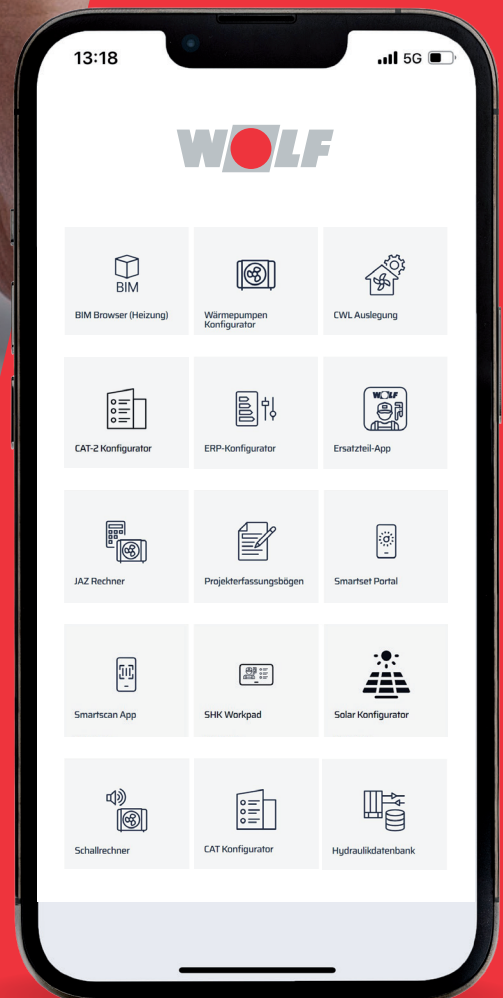 13:18
5G
WOLF
BIM
BIM Browser (Heizung)
Wärmepumpen
Konfigurator
CWL Auslegung
CAT-2 Konfigurator
ERP-Konfigurator
WOLF
Ersatzteil-App
JAZ Rechner
Projekterfassungsbögen
Smartset Portal
Smartscan App
SHK Workpad
Solar Konfigurator
Schallrechner
CAT Konfigurator
Hydraulikdatenbank